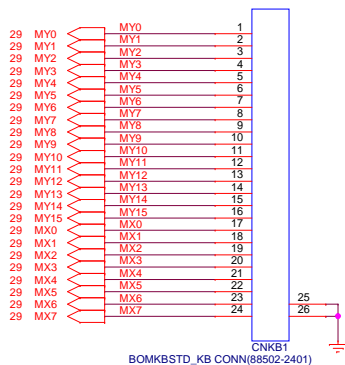 29 MY0 MY0 1
29 MY1 MY1 2
29 MY2 MY2 3
29 MY3 MY3 4
29 MY4 MY4 5
29 MY5 MY5 6
29 MY6 MY6 7
29 MY7 MY7 8
29 MY8 MY8 9
29 MY9 MY9 10
29 MY10 MY10 11
29 MY11 MY11 12
29 MY12 MY12 13
29 MY13 MY13 14
29 MY14 MY14 15
29 MY15 MY15 16
29 MX0 MX0 17
29 MX1 MX1 18
29 MX2 MX2 19
29 MX3 MX3 20
29 MX4 MX4 21
29 MX5 MX5 22
29 MX6 MX6 23 25
29 MX7 MX7 24 26
CNKB1
BOMKBSTD_KB CONN(88502-2401)